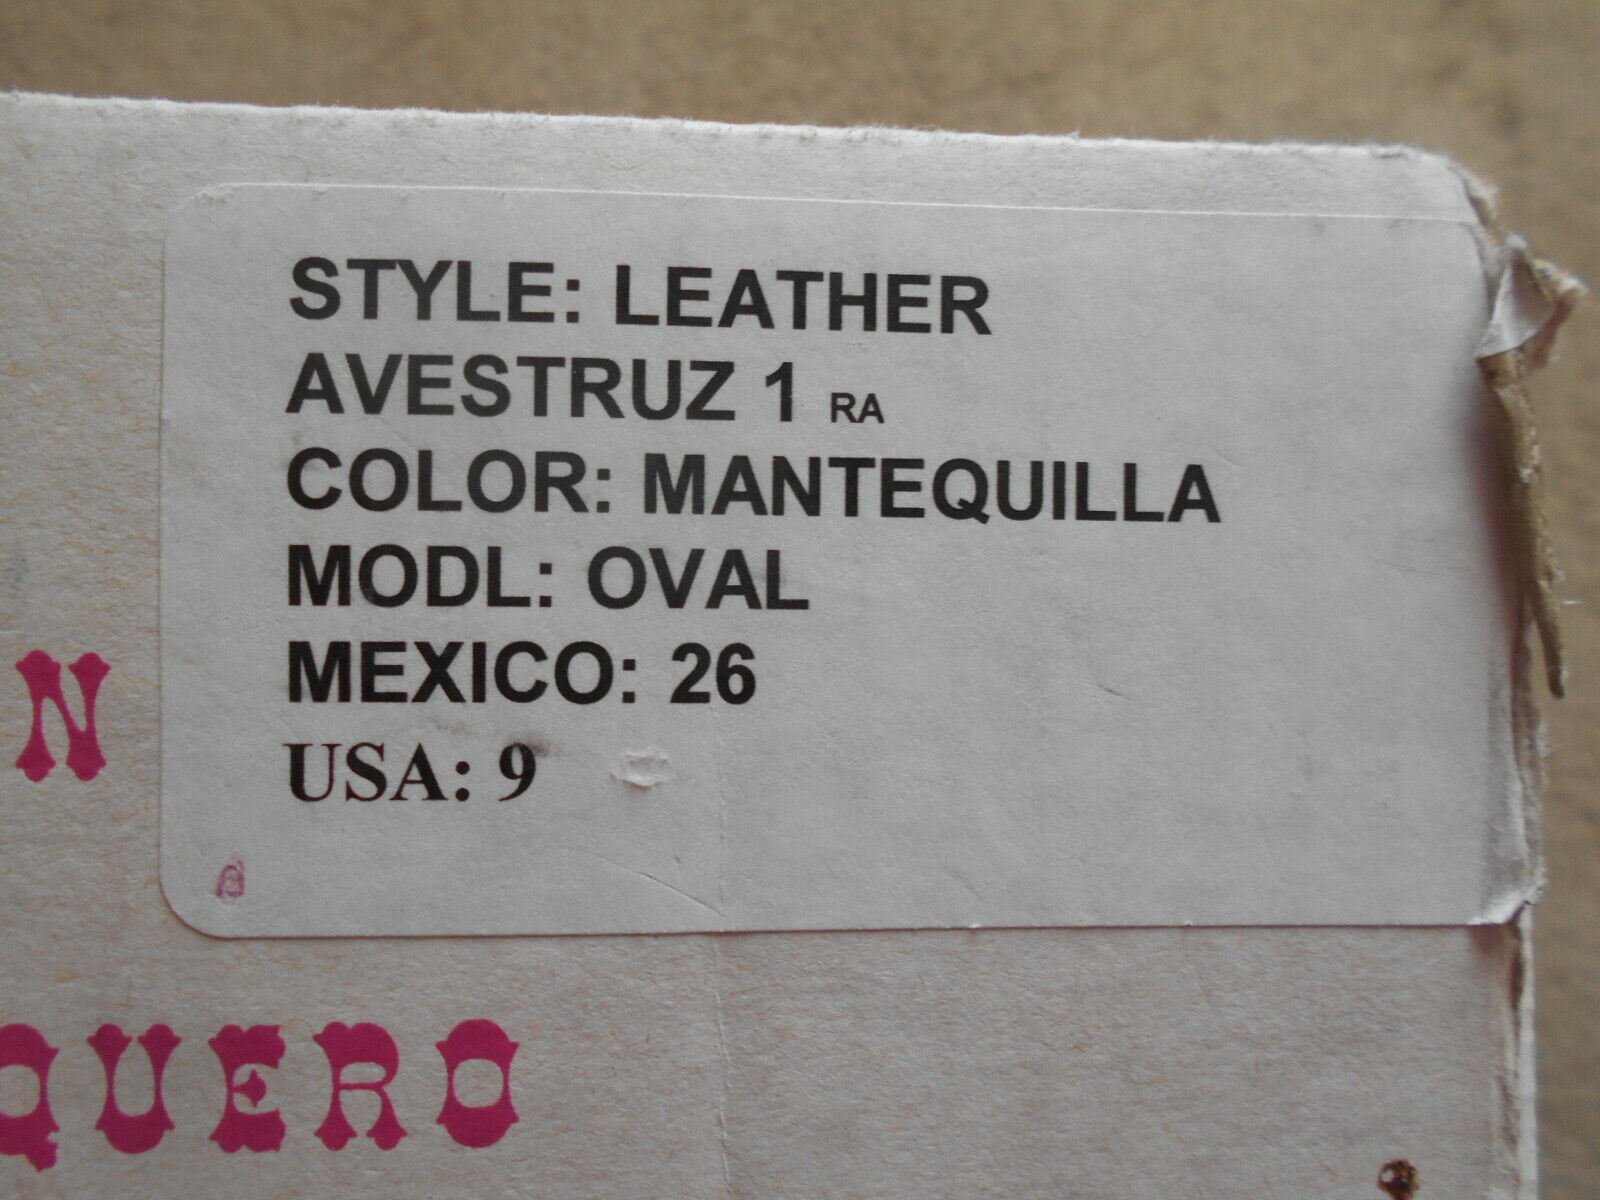 STYLE: LEATHER
AVESTRUZ 1 RA
COLOR: MANTEQUILLA
MODL: OVAL
MEXICO: 26
USA: 9
N
QUERO